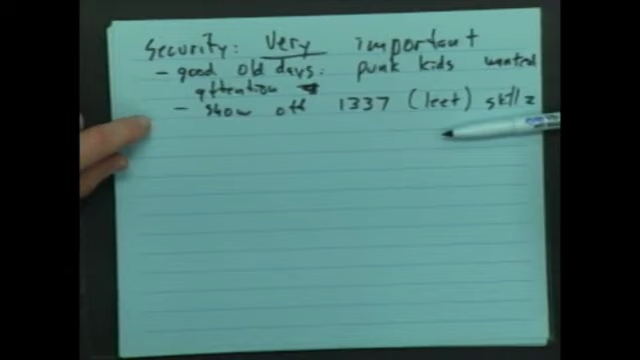 Security: Very important
- good old days: punk kids wanted
attention
- show off 1337 (leet) skillz